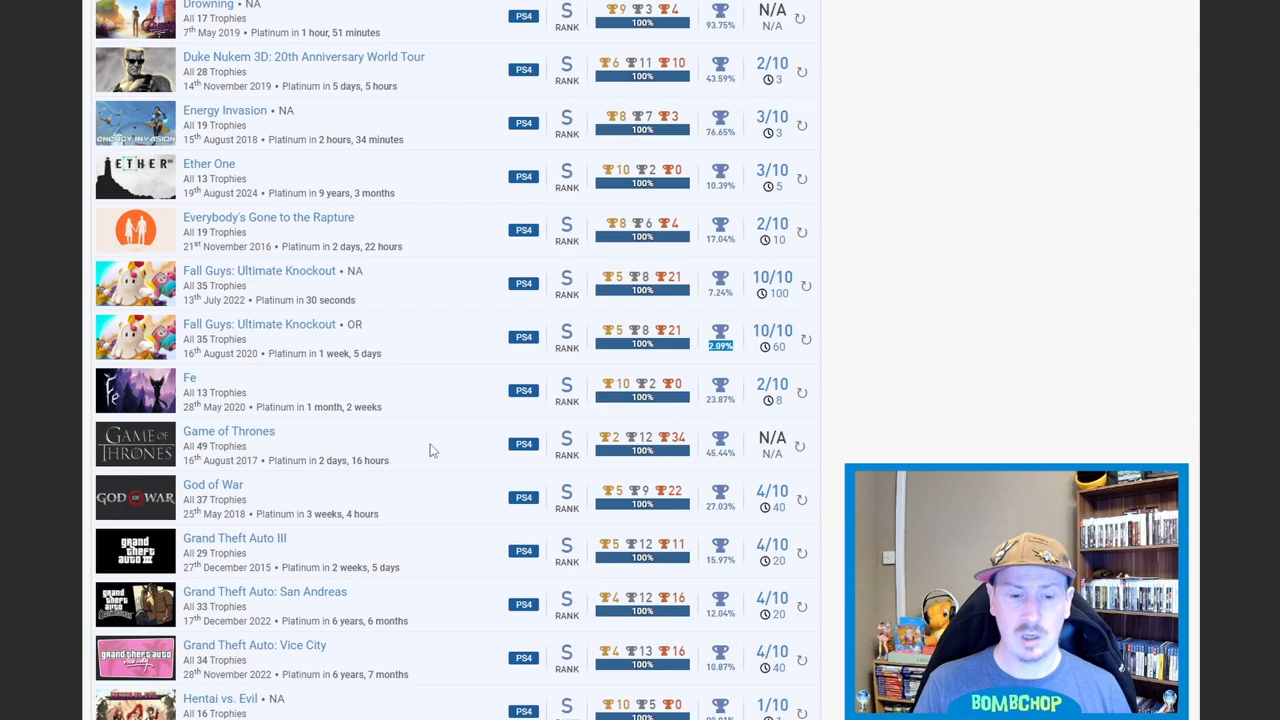 Drowning • NA
All 17 Trophies
7th May 2019 • Platinum in 1 hour, 51 minutes
PS4
S
RANK
9 3 4
100%
93.75%
N/A
N/A
Duke Nukem 3D: 20th Anniversary World Tour
All 28 Trophies
14th November 2019 • Platinum in 5 days, 5 hours
PS4
S
RANK
6 11 10
100%
43.59%
2/10
3
Energy Invasion • NA
All 19 Trophies
15th August 2018 • Platinum in 2 hours, 34 minutes
ENERGY INVASION
PS4
S
RANK
8 7 3
100%
76.65%
3/10
3
Ether One
All 13 Trophies
19th August 2024 • Platinum in 9 years, 3 months
ETHER
PS4
S
RANK
10 2 0
100%
10.39%
3/10
5
Everybody's Gone to the Rapture
All 19 Trophies
21st November 2016 • Platinum in 2 days, 22 hours
PS4
S
RANK
8 6 4
100%
17.04%
2/10
10
Fall Guys: Ultimate Knockout • NA
All 35 Trophies
13th July 2022 • Platinum in 30 seconds
PS4
S
RANK
5 8 21
100%
7.24%
10/10
100
Fall Guys: Ultimate Knockout • OR
All 35 Trophies
16th August 2020 • Platinum in 1 week, 5 days
PS4
S
RANK
5 8 21
100%
2.09%
10/10
60
Fe
All 13 Trophies
28th May 2020 • Platinum in 1 month, 2 weeks
Fe
PS4
S
RANK
10 2 0
100%
23.87%
2/10
8
Game of Thrones
All 49 Trophies
16th August 2017 • Platinum in 2 days, 16 hours
GAME OF
THRONES
PS4
S
RANK
2 12 34
100%
45.44%
N/A
N/A
God of War
All 37 Trophies
25th May 2018 • Platinum in 3 weeks, 4 hours
GOD OF WAR
PS4
S
RANK
5 9 22
100%
27.03%
4/10
40
Grand Theft Auto III
All 29 Trophies
27th December 2015 • Platinum in 2 weeks, 5 days
grand
theft
auto III
PS4
S
RANK
5 12 11
100%
15.97%
4/10
20
Grand Theft Auto: San Andreas
All 33 Trophies
17th December 2022 • Platinum in 6 years, 6 months
grand
theft
auto
PS4
S
RANK
4 12 16
100%
12.04%
4/10
20
Grand Theft Auto: Vice City
All 34 Trophies
28th November 2022 • Platinum in 6 years, 7 months
grand theft auto
Vice City
PS4
S
RANK
4 13 16
100%
10.87%
4/10
40
Hentai vs. Evil • NA
All 16 Trophies
PS4
S
10 5 0
1/10
BOMBCHOP